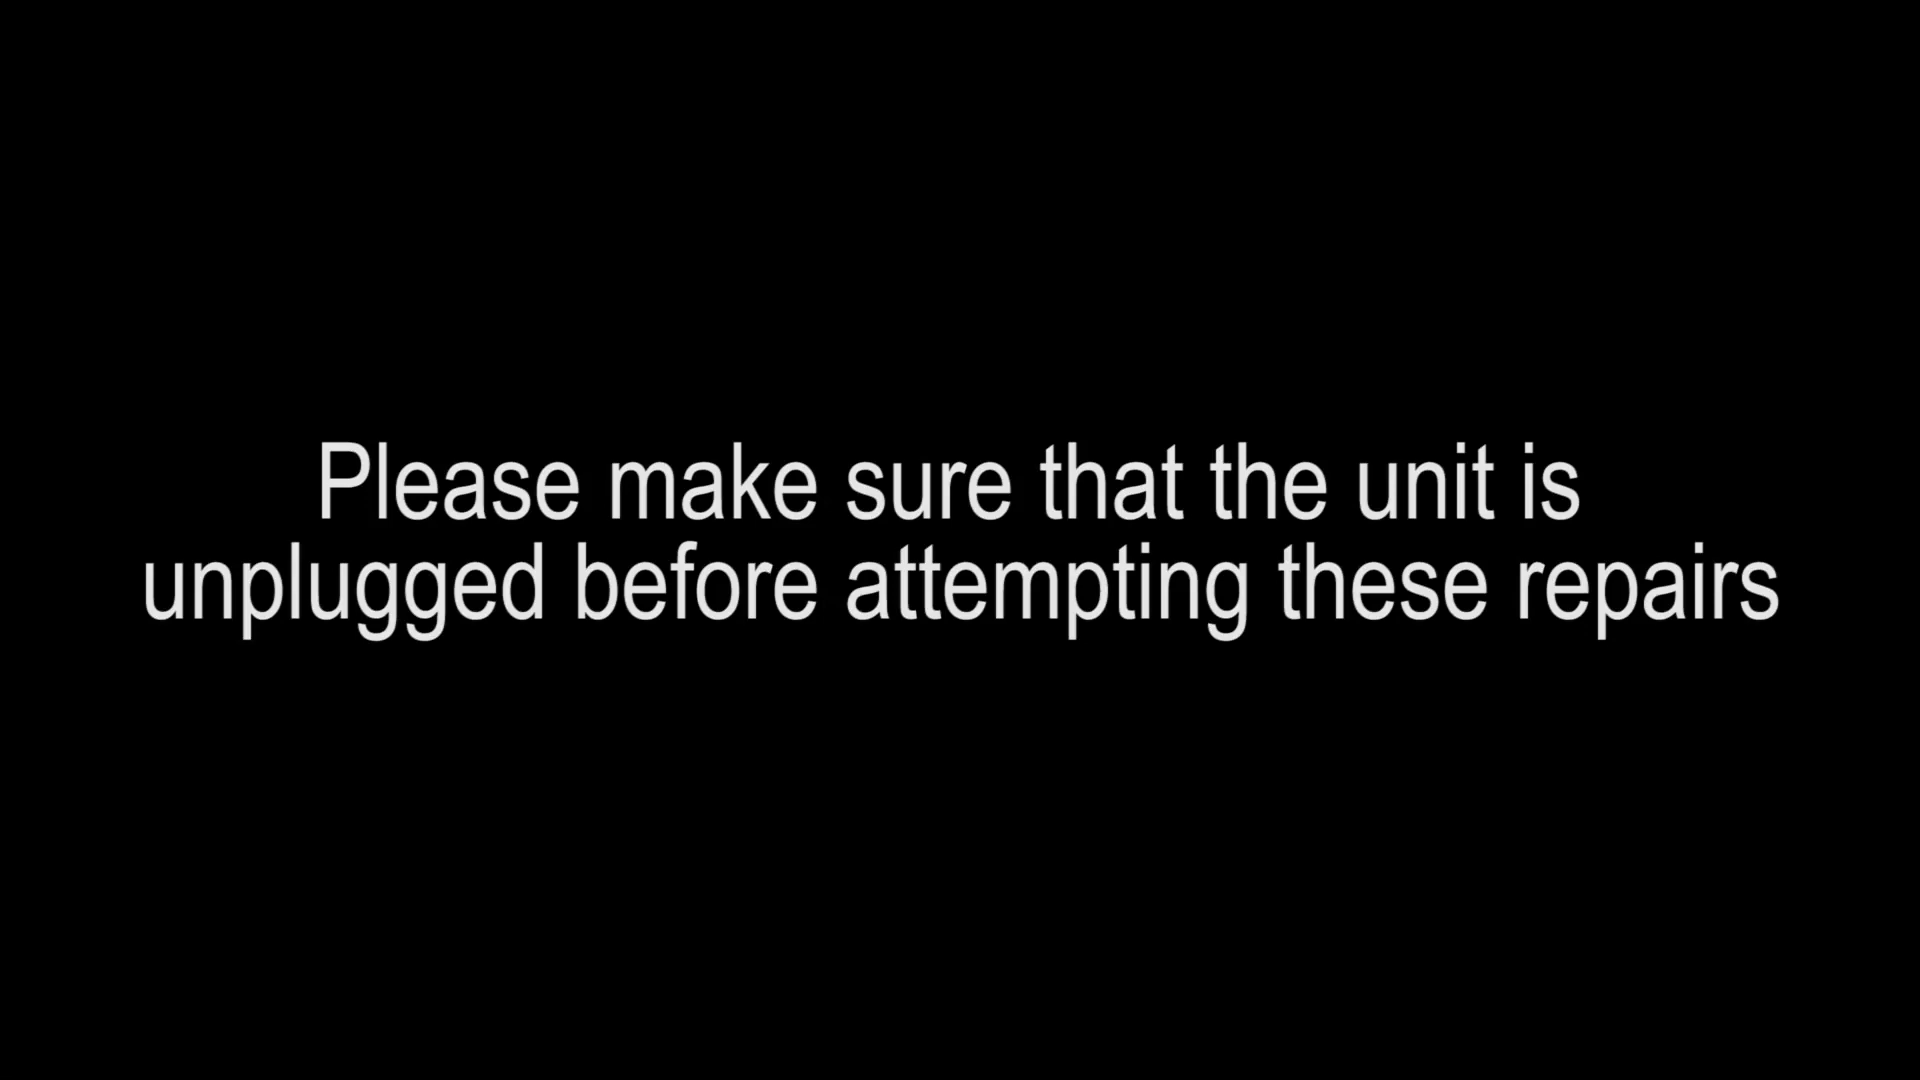 Please make sure that the unit is
unplugged before attempting these repairs